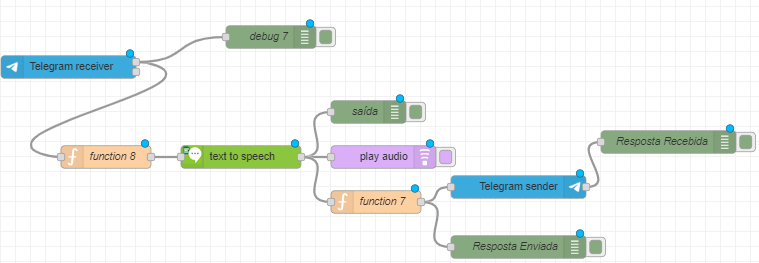 debug 7
Telegram receiver
saída
Resposta Recebida
function 8
text to speech
play audio
Telegram sender
function 7
Resposta Enviada